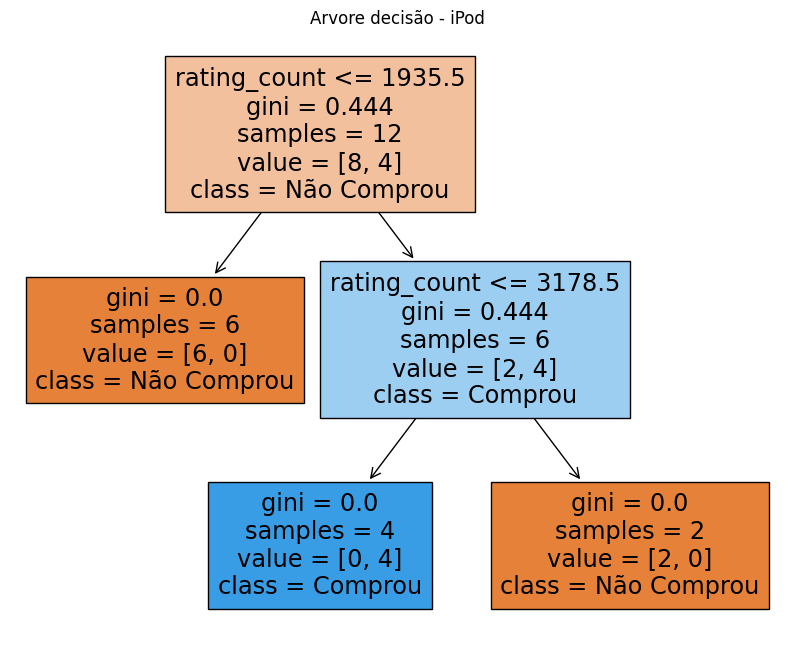 Arvore decisão - iPod
rating_count <= 1935.5
gini = 0.444
samples = 12
value = [8, 4]
class = Não Comprou
gini = 0.0
samples = 6
value = [6, 0]
class = Não Comprou
rating_count <= 3178.5
gini = 0.444
samples = 6
value = [2, 4]
class = Comprou
gini = 0.0
samples = 4
value = [0, 4]
class = Comprou
gini = 0.0
samples = 2
value = [2, 0]
class = Não Comprou